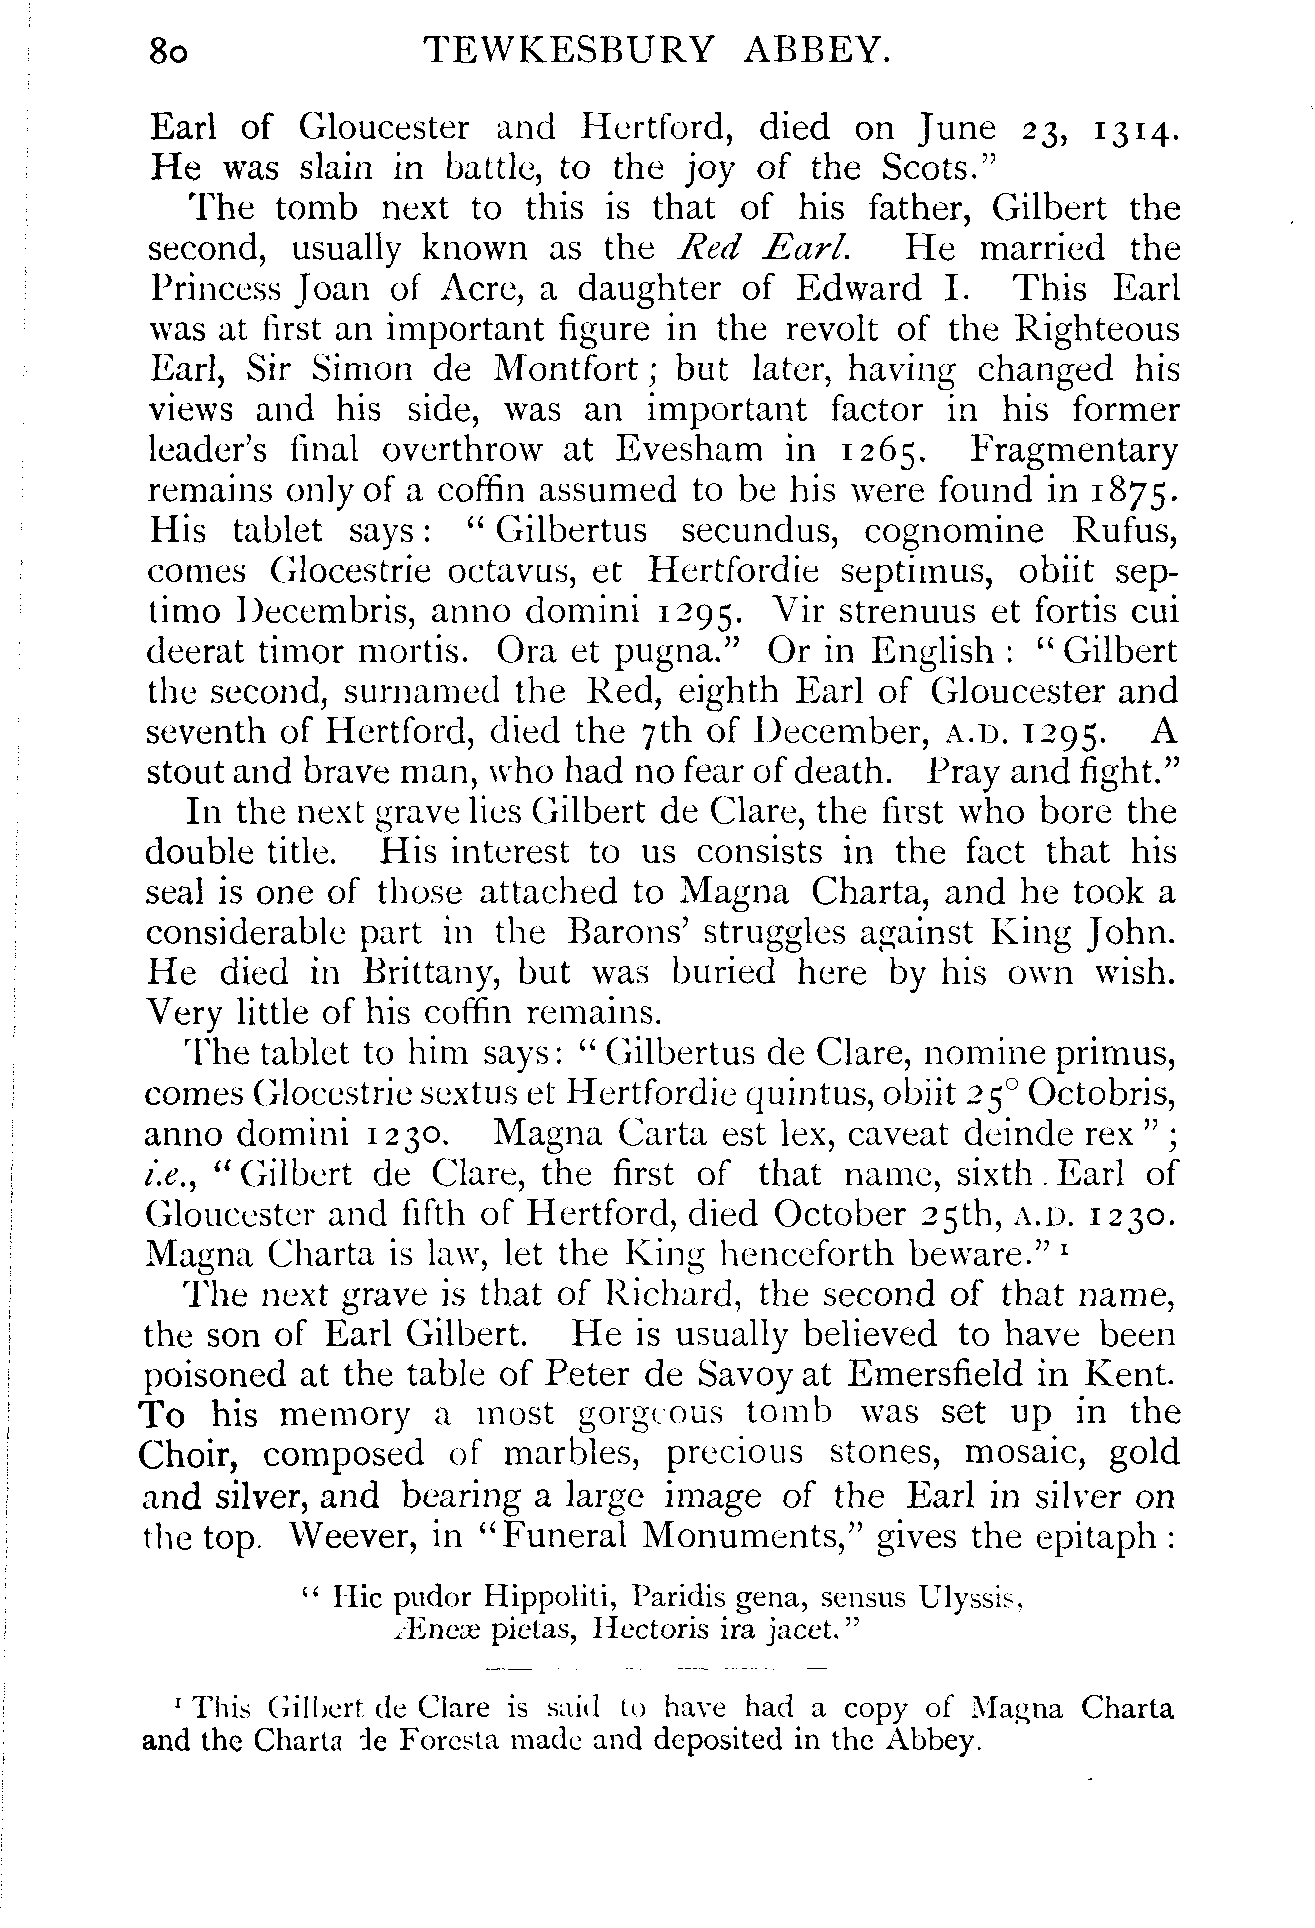 80 TEWKESBURY ABBEY.
Earl of Gloucester and Hertford, died on June 23, 1314.
He was slain in battle, to the joy of the Scots.”
The tomb next to this is that of his father, Gilbert the
second, usually known as the Red Earl. He married the
Princess Joan of Acre, a daughter of Edward I. This Earl
was at first an important figure in the revolt of the Righteous
Earl, Sir Simon de Montfort; but later, having changed his
views and his side, was an important factor in his former
leader’s final overthrow at Evesham in 1265. Fragmentary
remains only of a coffin assumed to be his were found in 1875.
His tablet says: “Gilbertus secundus, cognomine Rufus,
comes Glocestrie octavus, et Hertfordie septimus, obiit sep-
timo Decembris, anno domini 1295. Vir strenuus et fortis cui
deerat timor mortis. Ora et pugna.” Or in English: “Gilbert
the second, surnamed the Red, eighth Earl of Gloucester and
seventh of Hertford, died the 7th of December, A.D. 1295. A
stout and brave man, who had no fear of death. Pray and fight.”
In the next grave lies Gilbert de Clare, the first who bore the
double title. His interest to us consists in the fact that his
seal is one of those attached to Magna Charta, and he took a
considerable part in the Barons’ struggles against King John.
He died in Brittany, but was buried here by his own wish.
Very little of his coffin remains.
The tablet to him says: “Gilbertus de Clare, nomine primus,
comes Glocestrie sextus et Hertfordie quintus, obiit 25° Octobris,
anno domini 1230. Magna Carta est lex, caveat deinde rex”;
i.e., “Gilbert de Clare, the first of that name, sixth Earl of
Gloucester and fifth of Hertford, died October 25th, A.D. 1230.
Magna Charta is law, let the King henceforth beware.” 1
The next grave is that of Richard, the second of that name,
the son of Earl Gilbert. He is usually believed to have been
poisoned at the table of Peter de Savoy at Emersfield in Kent.
To his memory a most gorgeous tomb was set up in the
Choir, composed of marbles, precious stones, mosaic, gold
and silver, and bearing a large image of the Earl in silver on
the top. Weever, in “Funeral Monuments,” gives the epitaph:
“Hic pudor Hippoliti, Paridis gena, sensus Ulyssis,
Æneæ pietas, Hectoris ira jacet.”
1 This Gilbert de Clare is said to have had a copy of Magna Charta
and the Charta de Foresta made and deposited in the Abbey.